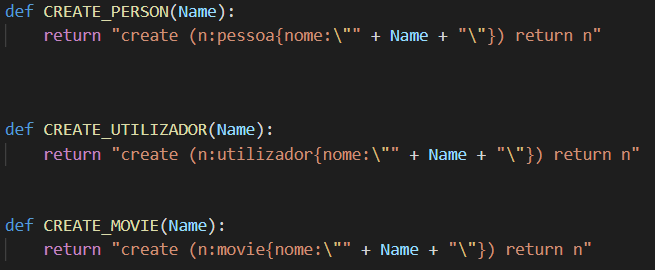 def CREATE_PERSON(Name):
    return "create (n:pessoa{nome:\"" + Name + "\"}) return n"
def CREATE_UTILIZADOR(Name):
    return "create (n:utilizador{nome:\"" + Name + "\"}) return n"
def CREATE_MOVIE(Name):
    return "create (n:movie{nome:\"" + Name + "\"}) return n"